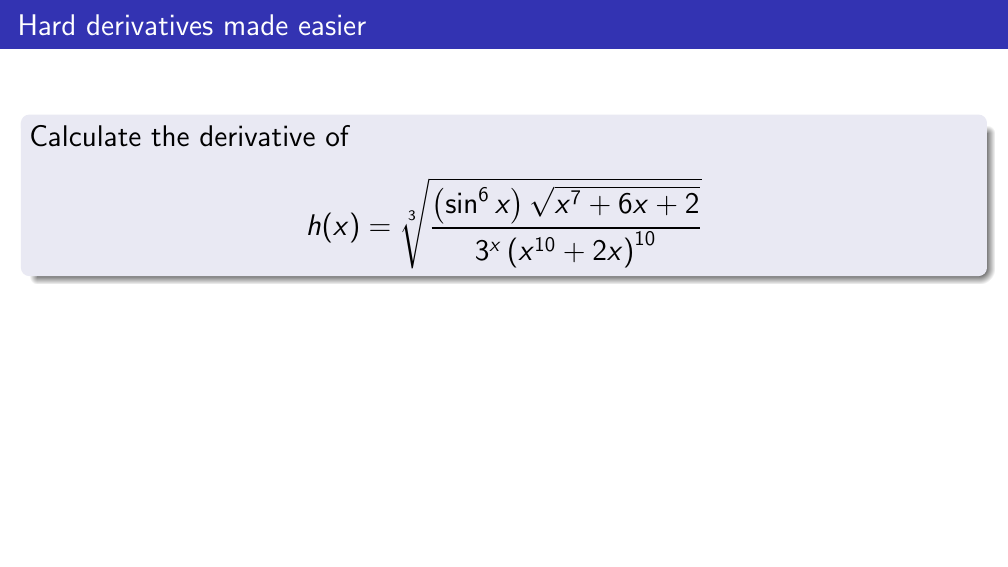 Hard derivatives made easier
Calculate the derivative of
h(x) = ∛( (sin⁶ x) √(x⁷ + 6x + 2) / ( 3ˣ (x¹⁰ + 2x)¹⁰ ) )